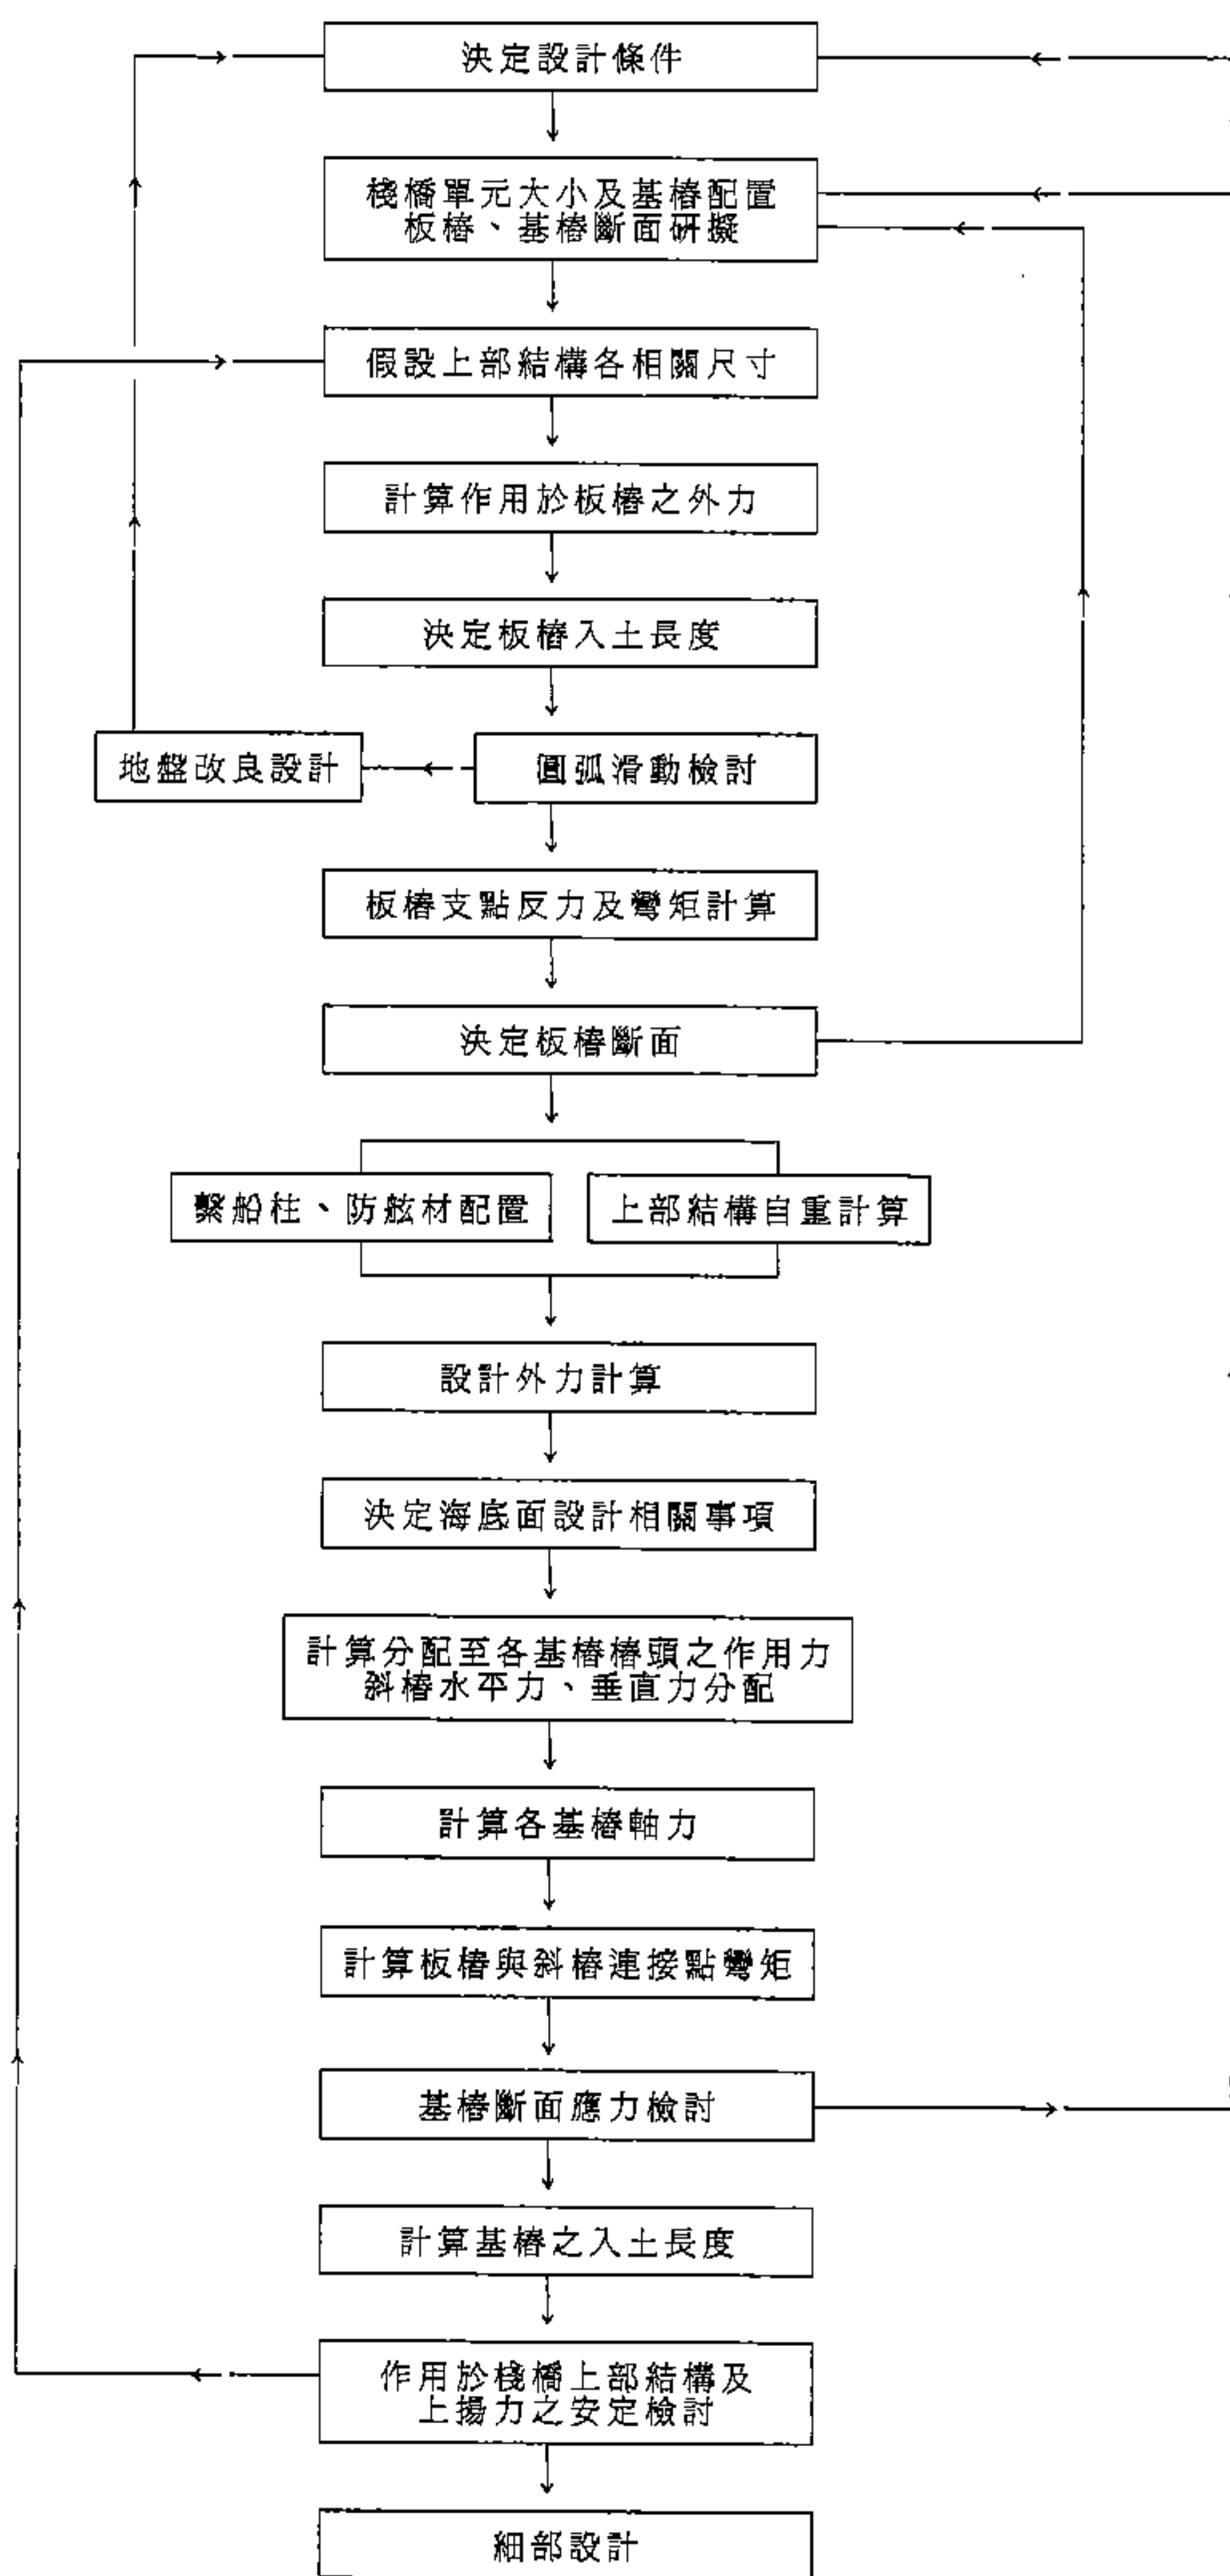 決定設計條件
棧橋單元大小及基樁配置
板樁、基樁斷面研擬
假設上部結構各相關尺寸
計算作用於板樁之外力
決定板樁入土長度
地盤改良設計
圓弧滑動檢討
板樁支點反力及彎矩計算
決定板樁斷面
繫船柱、防舷材配置
上部結構自重計算
設計外力計算
決定海底面設計相關事項
計算分配至各基樁樁頭之作用力
斜樁水平力、垂直力分配
計算各基樁軸力
計算板樁與斜樁連接點彎矩
基樁斷面應力檢討
計算基樁之入土長度
作用於棧橋上部結構及
上揚力之安定檢討
細部設計